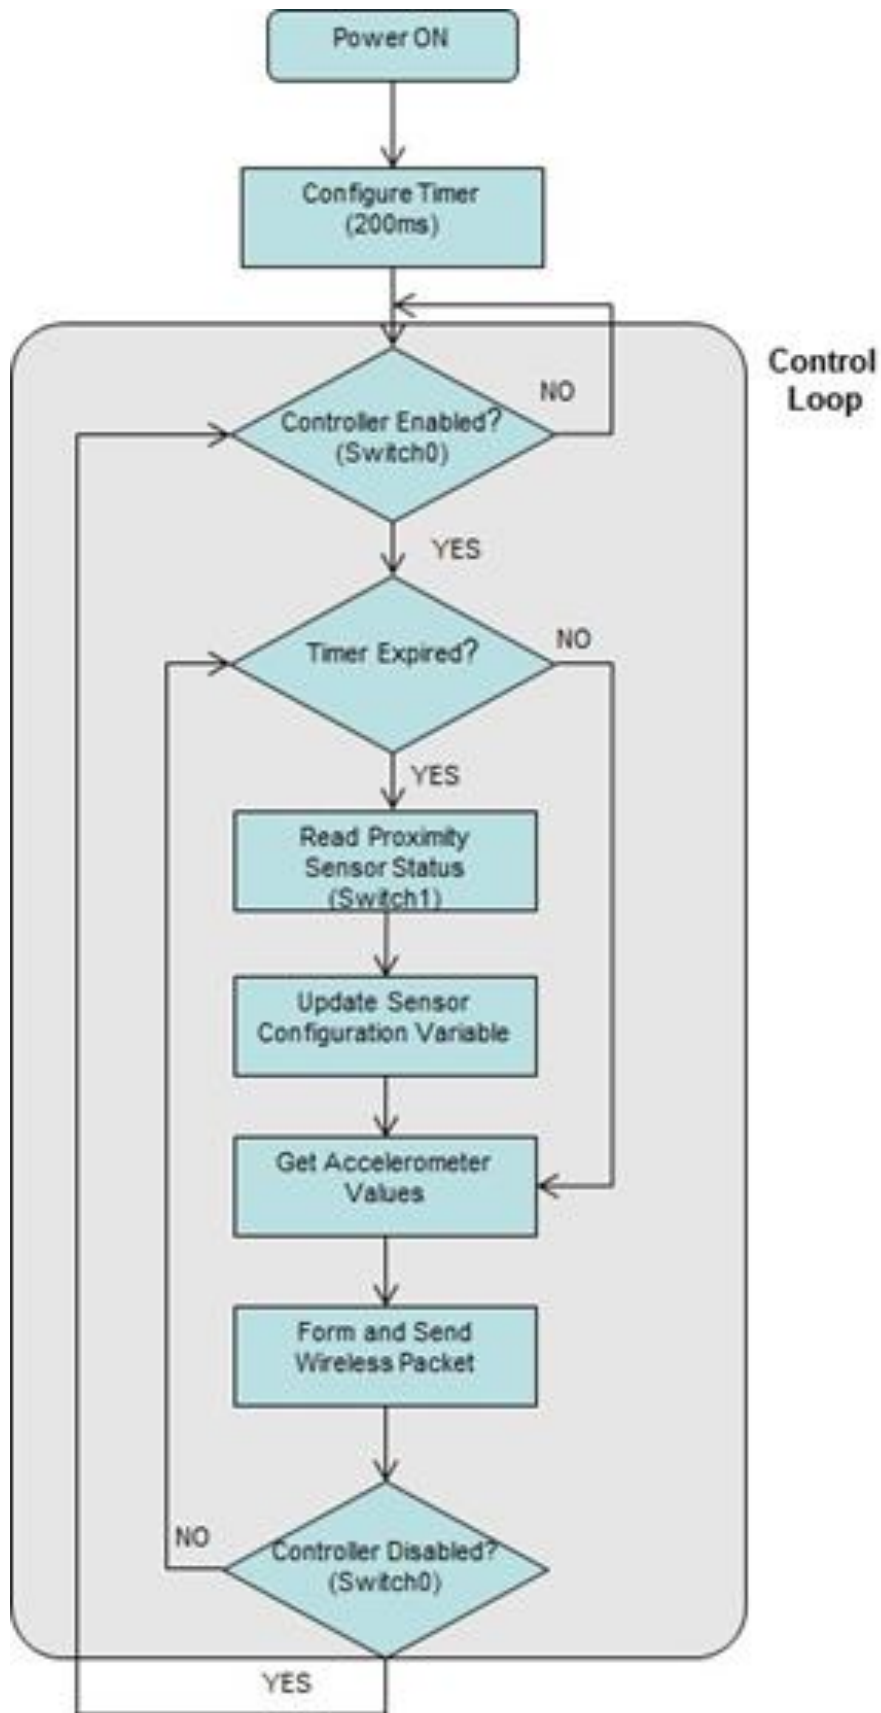 Power ON
Configure Timer
(200ms)
Control
Loop
NO
Controller Enabled?
(Switch0)
YES
NO
Timer Expired?
YES
Read Proximity
Sensor Status
(Switch1)
Update Sensor
Configuration Variable
Get Accelerometer
Values
Form and Send
Wireless Packet
NO
Controller Disabled?
(Switch0)
YES